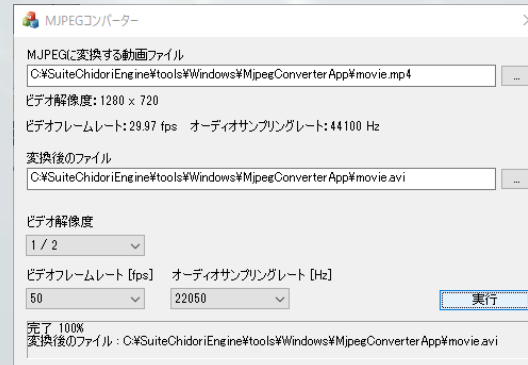 MJPEGコンバーター
MJPEGに変換する動画ファイル
C:¥SuiteChidoriEngine¥tools¥Windows¥MjpegConverterApp¥movie.mp4
...
ビデオ解像度: 1280 × 720
ビデオフレームレート: 29.97 fps オーディオサンプリングレート: 44100 Hz
変換後のファイル
C:¥SuiteChidoriEngine¥tools¥Windows¥MjpegConverterApp¥movie.avi
...
ビデオ解像度
1 / 2
ビデオフレームレート [fps] オーディオサンプリングレート [Hz]
50 22050 実行
完了 100%
変換後のファイル : C:¥SuiteChidoriEngine¥tools¥Windows¥MjpegConverterApp¥movie.avi